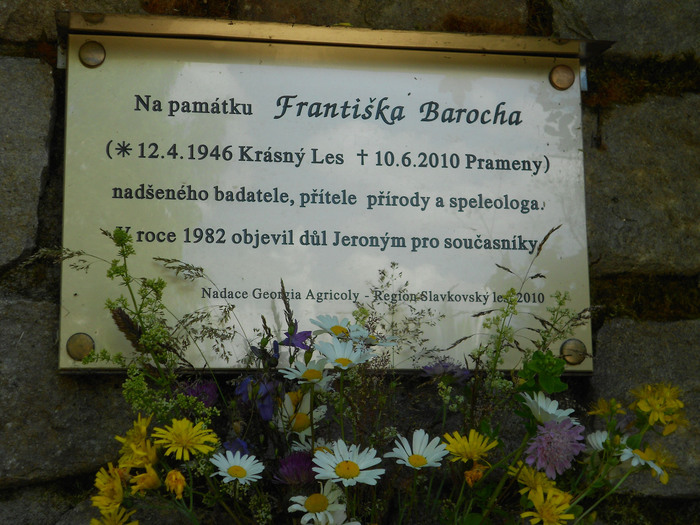 Na památku Františka Barocha
(✳ 12.4.1946 Krásný Les † 10.6.2010 Prameny)
nadšeného badatele, přítele přírody a speleologa.
V roce 1982 objevil důl Jeroným pro současníky.
Nadace Georgia Agricoly - Region Slavkovský les 2010